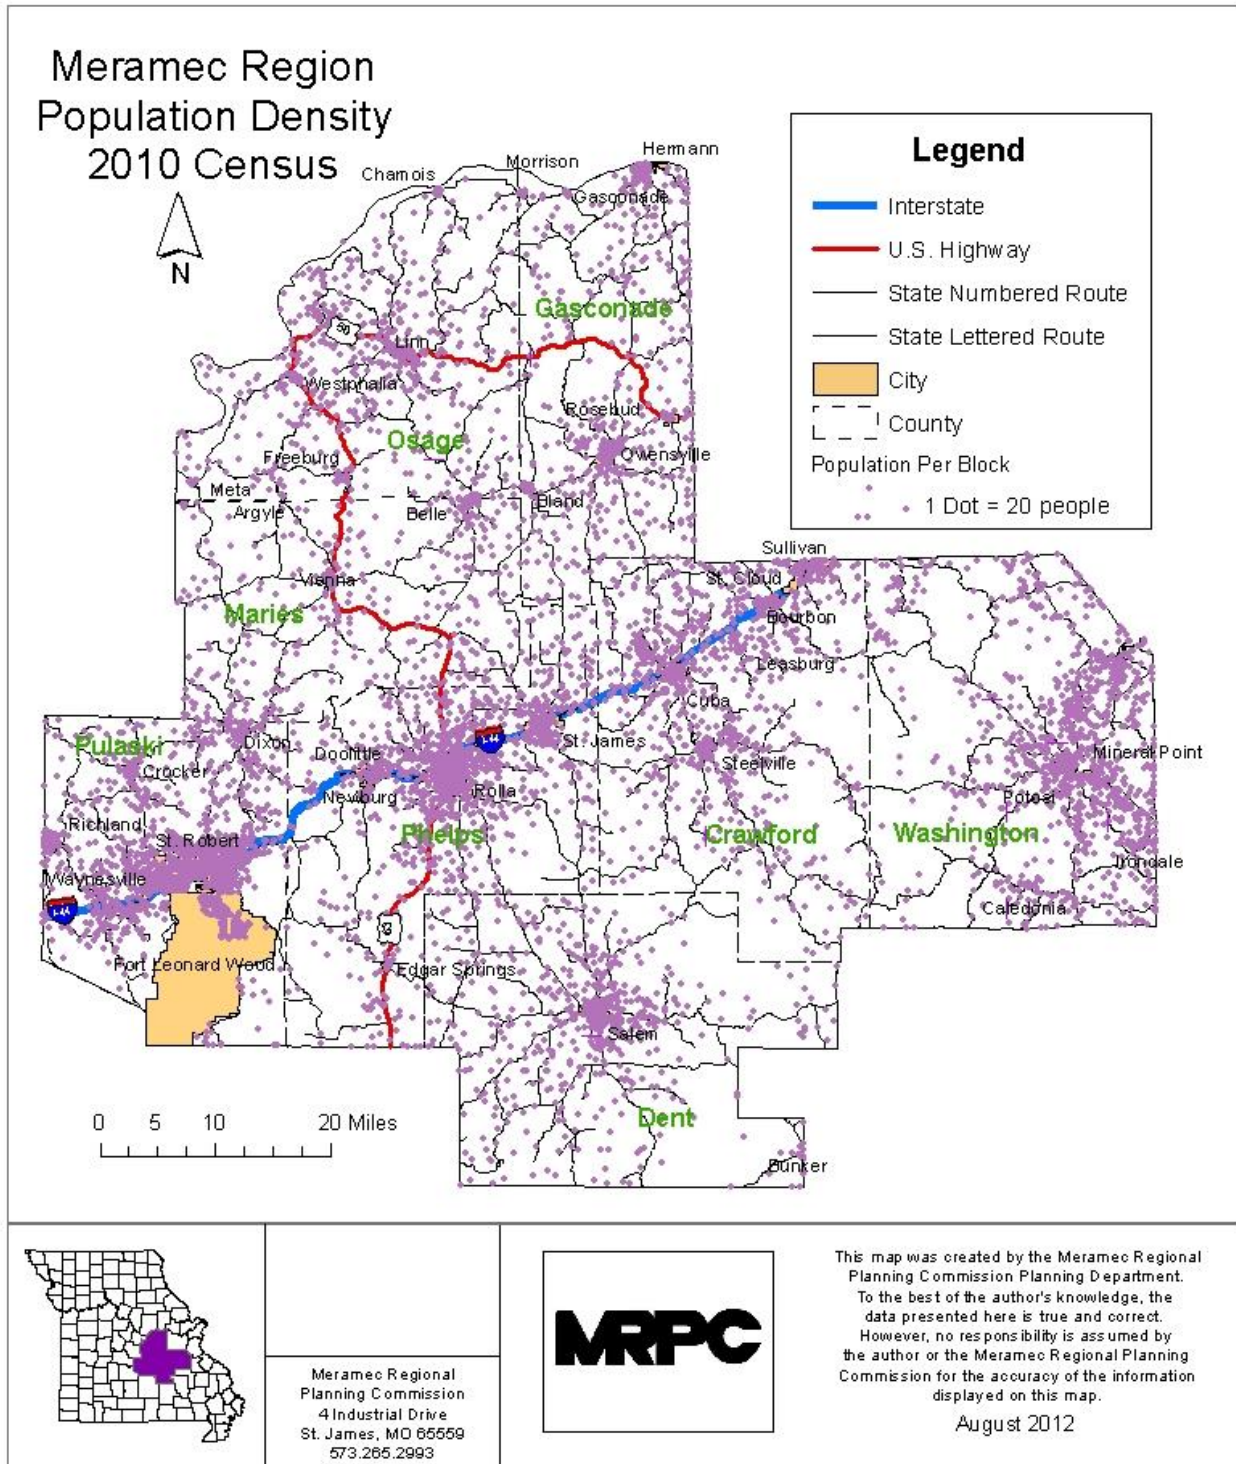 Meramec Region
Population Density
2010 Census
N
Legend
Interstate
U.S. Highway
State Numbered Route
State Lettered Route
City
County
Population Per Block
1 Dot = 20 people
Hermann
Morrison
Chamois
Gasconade
Gasconade
50
Linn
Westphalia
Rosebud
Osage
Owensville
Freeburg
Meta
Argyle
Belle
Bland
Sullivan
St. Cloud
Vienna
Maries
Bourbon
Leasburg
Cuba
Pulaski
Dixon
Doolittle
I-44
St. James
Steelville
Mineral Point
Crocker
Newburg
Rolla
Potosi
Richland
St. Robert
Phelps
Crawford
Washington
Irondale
Waynesville
I-44
Caledonia
63
Fort Leonard Wood
Edgar Springs
Salem
Dent
Bunker
0 5 10 20 Miles
Meramec Regional
Planning Commission
4 Industrial Drive
St. James, MO 65559
573.265.2993
MRPC
This map was created by the Meramec Regional
Planning Commission Planning Department.
To the best of the author's knowledge, the
data presented here is true and correct.
However, no responsibility is assumed by
the author or the Meramec Regional Planning
Commission for the accuracy of the information
displayed on this map.
August 2012